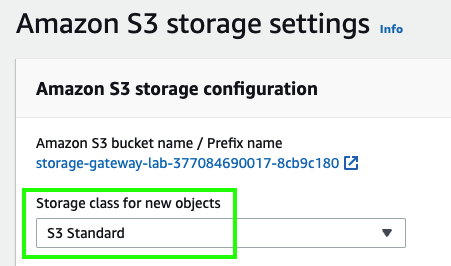 Amazon S3 storage settings Info
Amazon S3 storage configuration
Amazon S3 bucket name / Prefix name
storage-gateway-lab-377084690017-8cb9c180
Storage class for new objects
S3 Standard